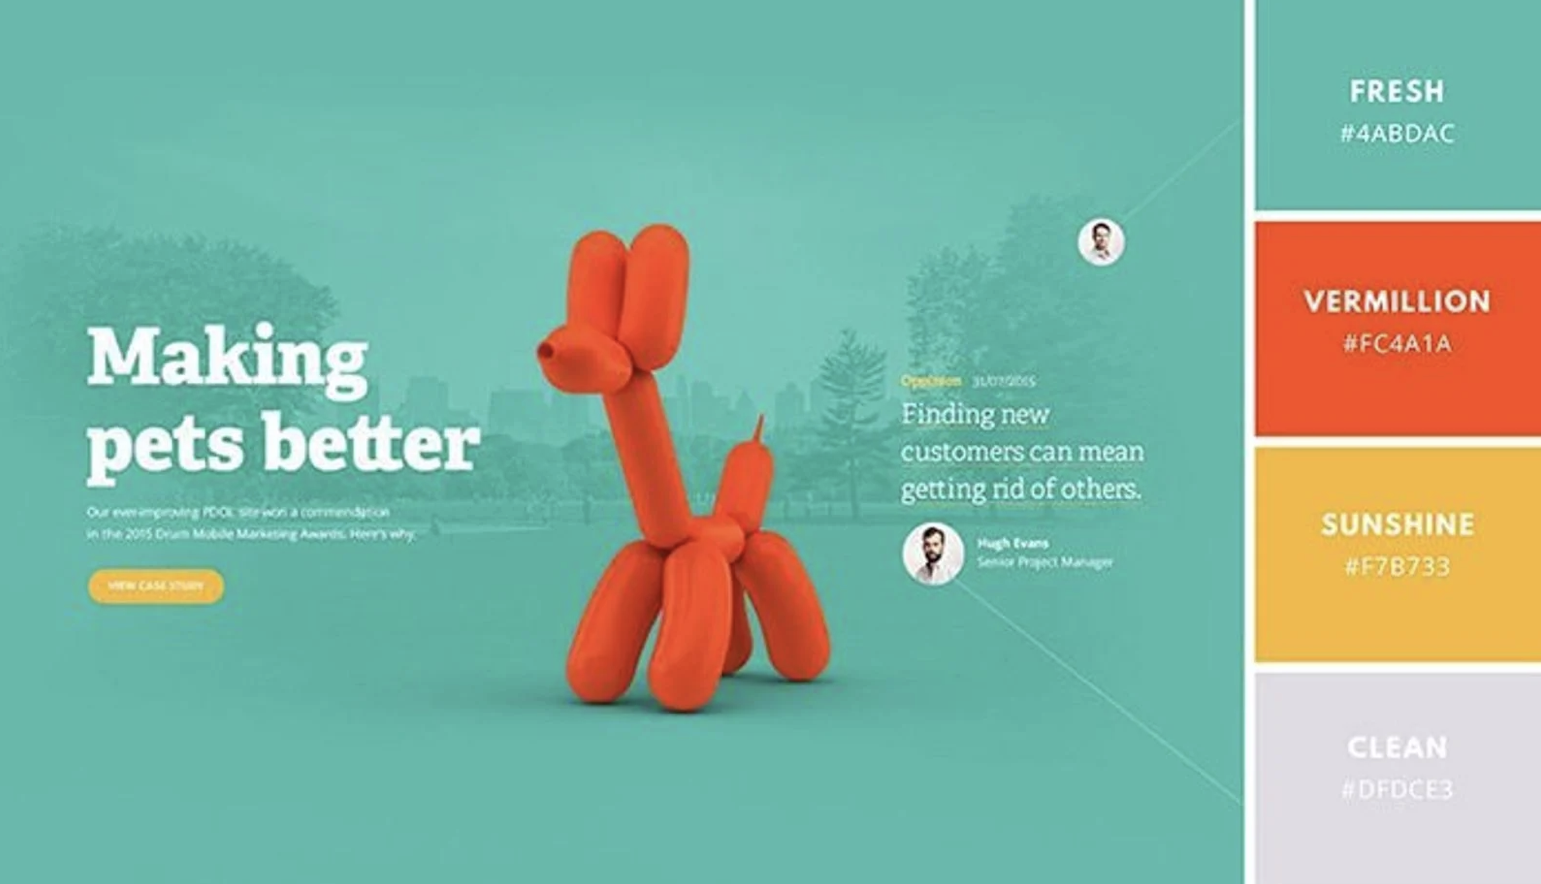 Making
pets better
Our ever-improving PDOL site won a commendation
in the 2015 Drum Mobile Marketing Awards. Here's why.
VIEW CASE STUDY
Oppinion 31/07/2015
Finding new
customers can mean
getting rid of others.
Hugh Evans
Senior Project Manager
FRESH
#4ABDAC
VERMILLION
#FC4A1A
SUNSHINE
#F7B733
CLEAN
#DFDCE3